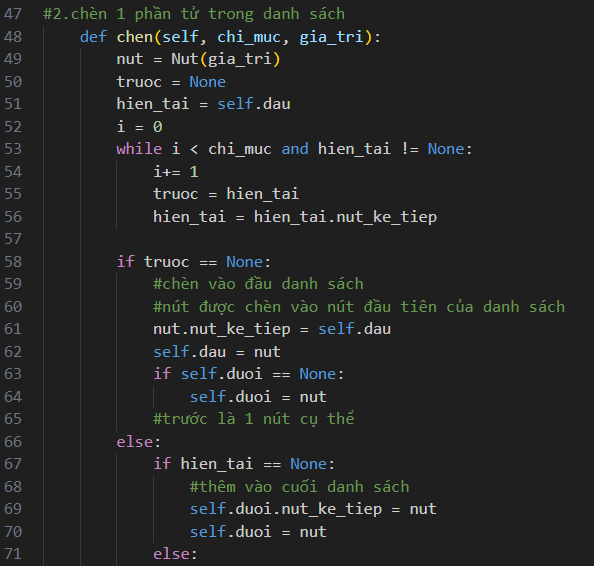 47 #2.chèn 1 phần tử trong danh sách
48     def chen(self, chi_muc, gia_tri):
49         nut = Nut(gia_tri)
50         truoc = None
51         hien_tai = self.dau
52         i = 0
53         while i < chi_muc and hien_tai != None:
54             i+= 1
55             truoc = hien_tai
56             hien_tai = hien_tai.nut_ke_tiep
57
58         if truoc == None:
59             #chèn vào đầu danh sách
60             #nút được chèn vào nút đầu tiên của danh sách
61             nut.nut_ke_tiep = self.dau
62             self.dau = nut
63             if self.duoi == None:
64                 self.duoi = nut
65             #trước là 1 nút cụ thể
66         else:
67             if hien_tai == None:
68                 #thêm vào cuối danh sách
69                 self.duoi.nut_ke_tiep = nut
70                 self.duoi = nut
71             else: